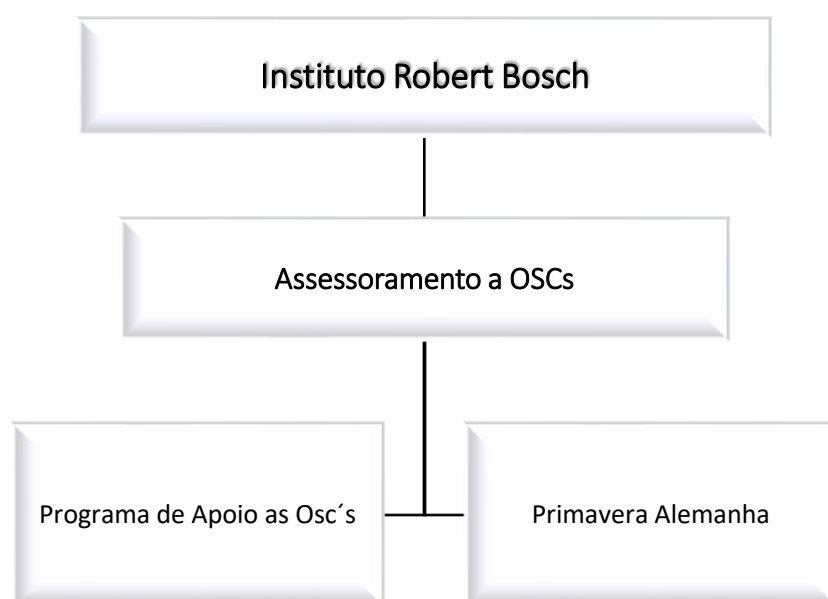 Instituto Robert Bosch
Assessoramento a OSCs
Programa de Apoio as Osc´s
Primavera Alemanha